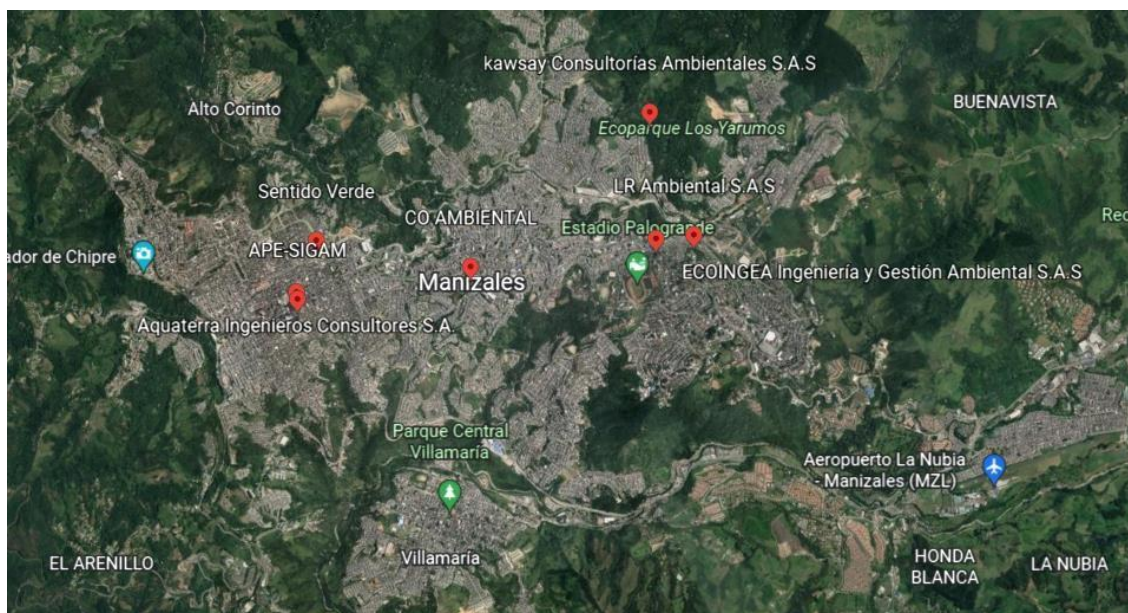 kawsay Consultorías Ambientales S.A.S
BUENAVISTA
Alto Corinto
Ecoparque Los Yarumos
LR Ambiental S.A.S
Sentido Verde
CO AMBIENTAL
Estadio Palogrande
Rec
APE-SIGAM
ador de Chipre
ECOINGEA Ingeniería y Gestión Ambiental S.A.S
Manizales
Aquaterra Ingenieros Consultores S.A.
Parque Central
Villamaría
Aeropuerto La Nubia
- Manizales (MZL)
Villamaría
EL ARENILLO
HONDA
BLANCA
LA NUBIA